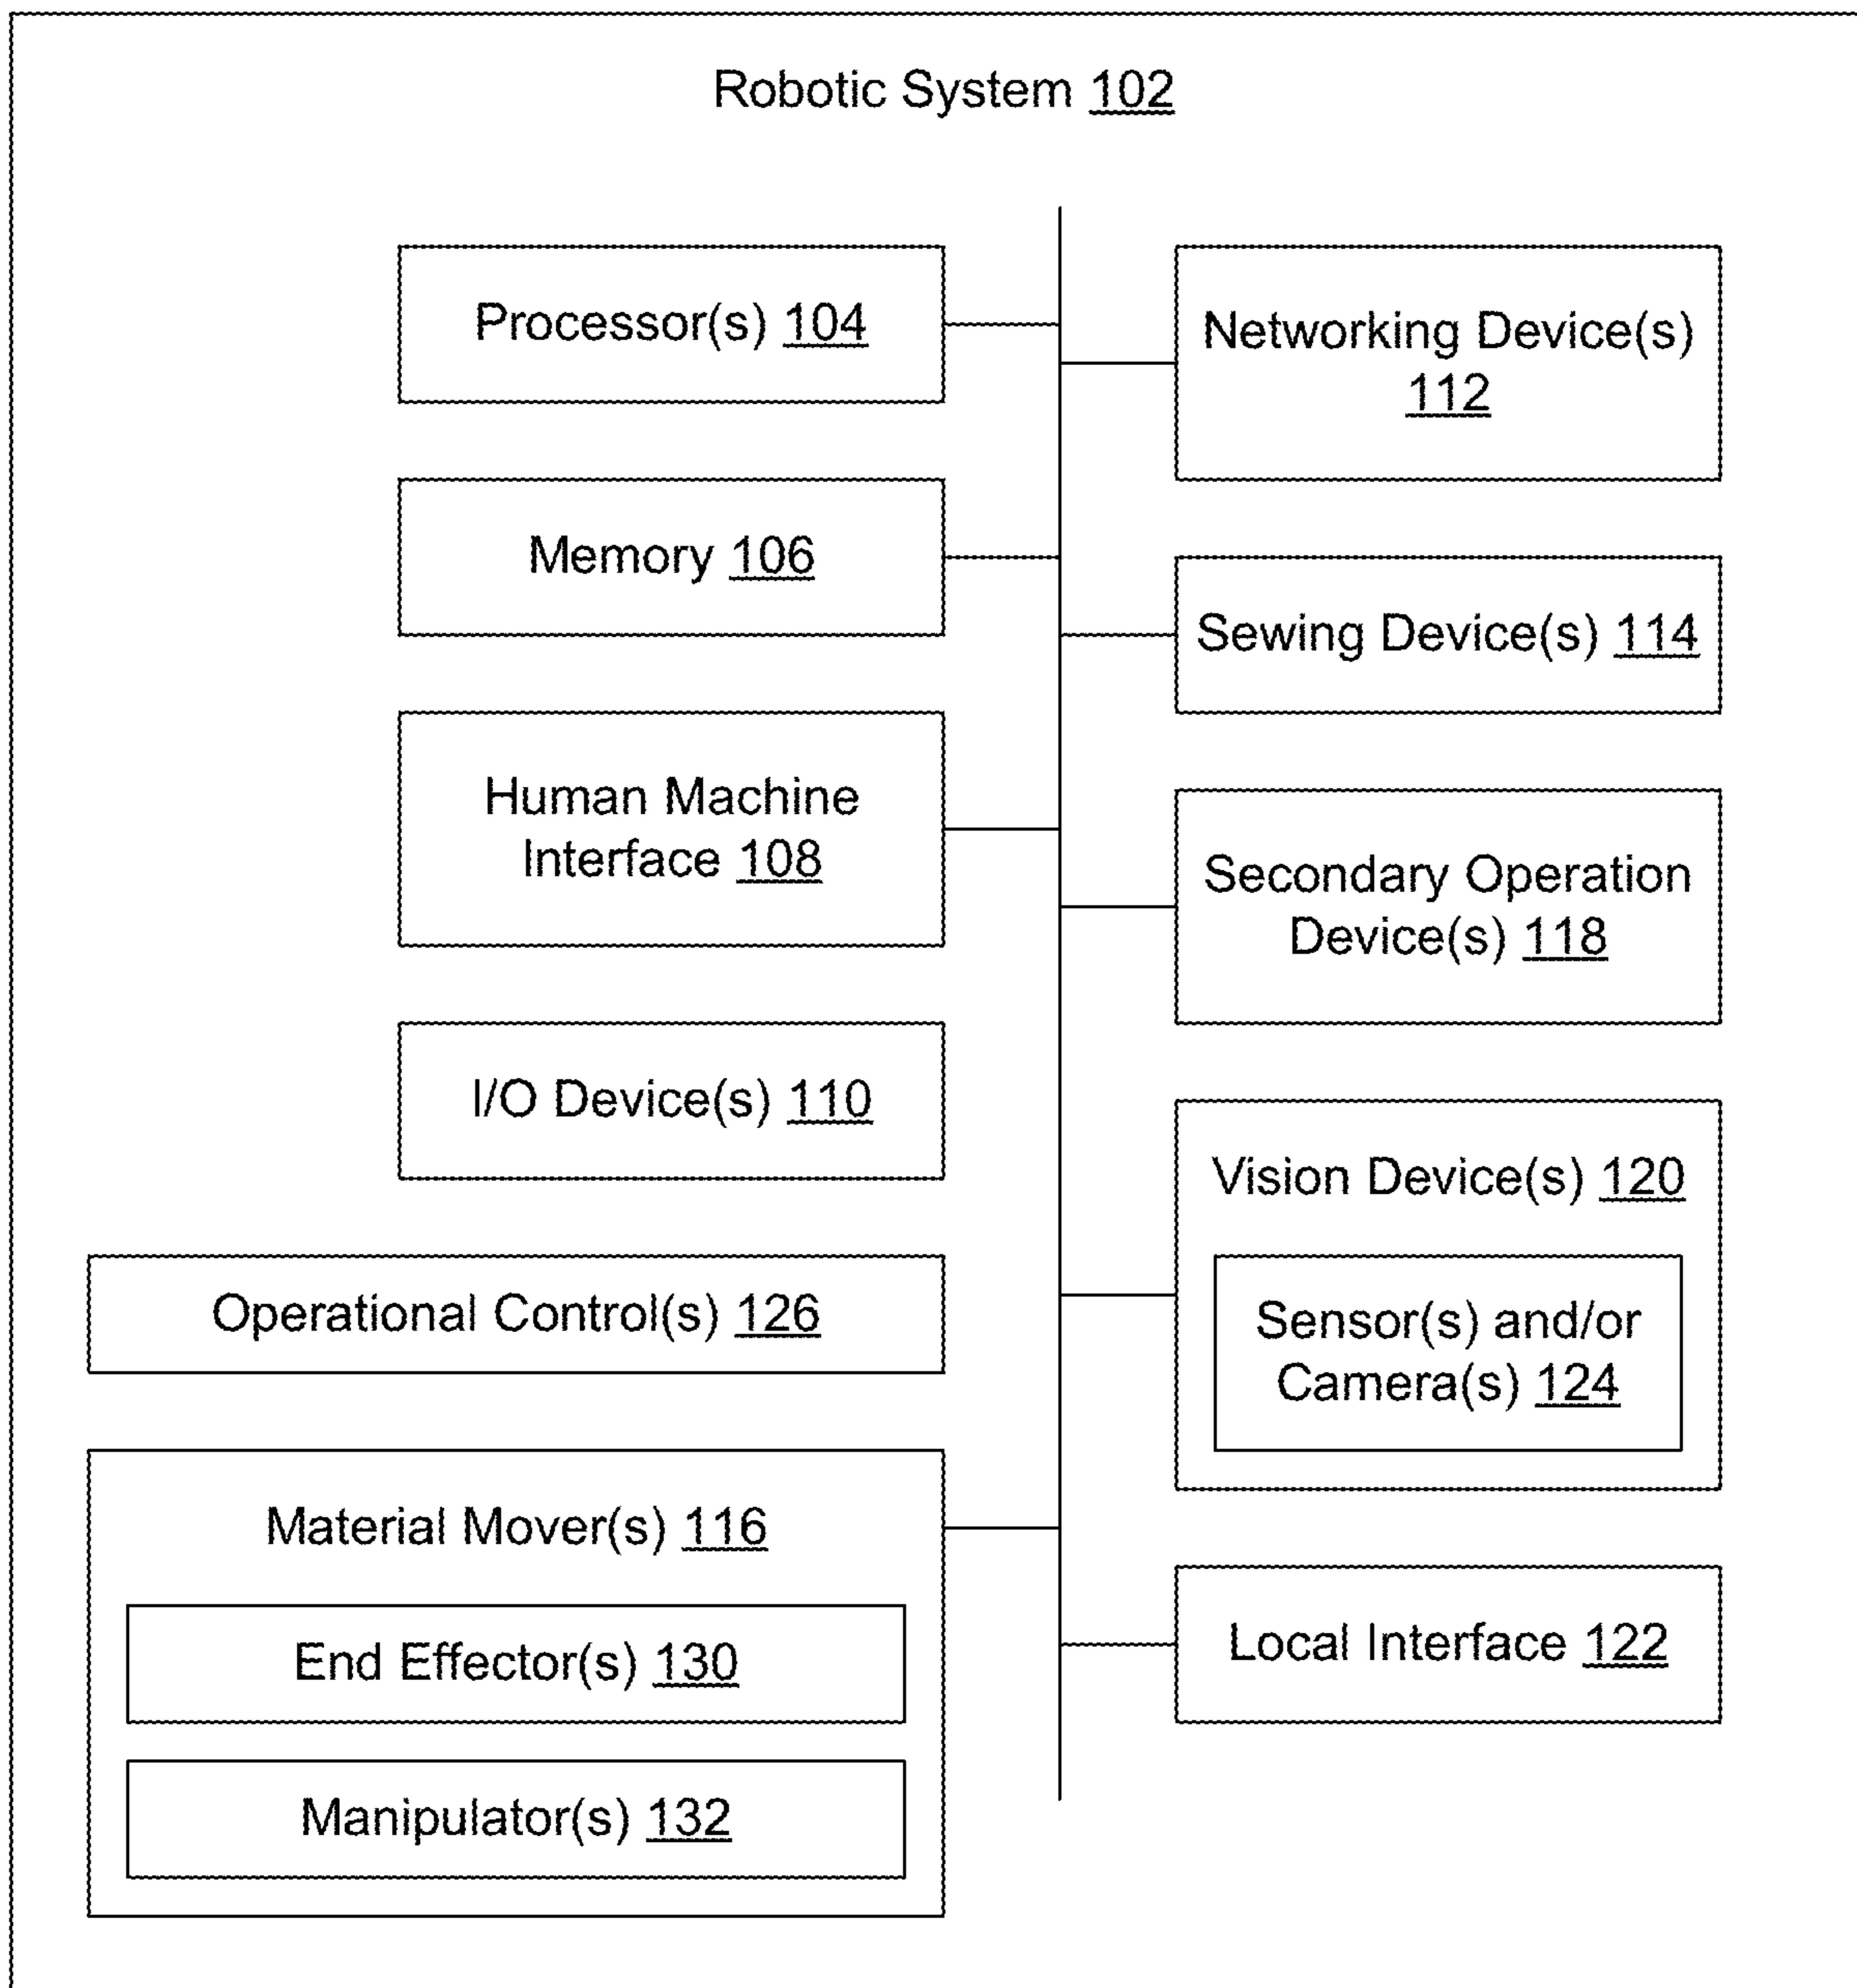 Robotic System 102
Processor(s) 104
Memory 106
Human Machine
Interface 108
I/O Device(s) 110
Operational Control(s) 126
Material Mover(s) 116
End Effector(s) 130
Manipulator(s) 132
Networking Device(s)
112
Sewing Device(s) 114
Secondary Operation
Device(s) 118
Vision Device(s) 120
Sensor(s) and/or
Camera(s) 124
Local Interface 122